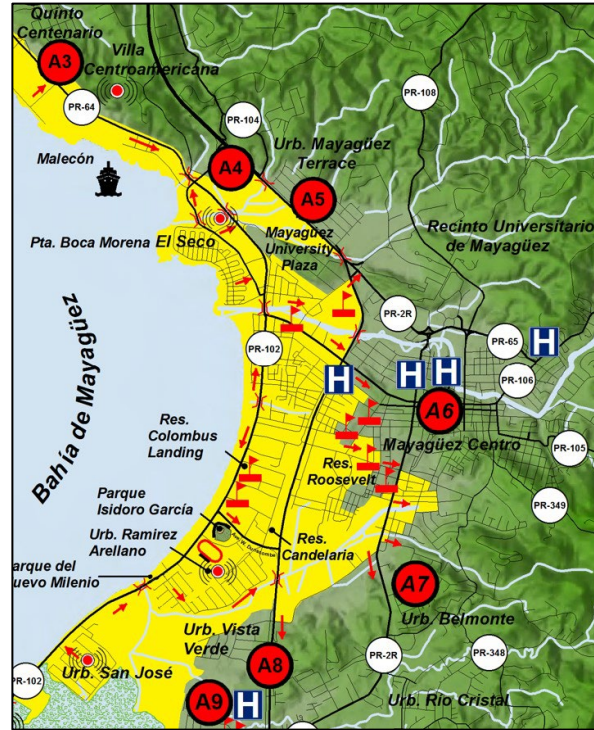 Quinto
Centenario
A3
Villa
Centroamericana
PR-64
PR-104
PR-108
Malecón
A4
Urb. Mayagüez
Terrace
A5
Recinto Universitario
de Mayagüez
Pta. Boca Morena
El Seco
Mayagüez
University
Plaza
Bahía de Mayagüez
PR-2R
PR-102
PR-65
H
H
H
H
PR-106
A6
Mayagüez Centro
PR-105
Res.
Colombus
Landing
Res.
Roosevelt
PR-349
Parque
Isidoro García
Urb. Ramirez
Arellano
Res.
Candelaria
Parque del
Nuevo Milenio
A7
Urb. Belmonte
Urb. Vista
Verde
PR-2R
PR-348
A8
Urb. San José
PR-102
A9
H
Urb. Río Cristal